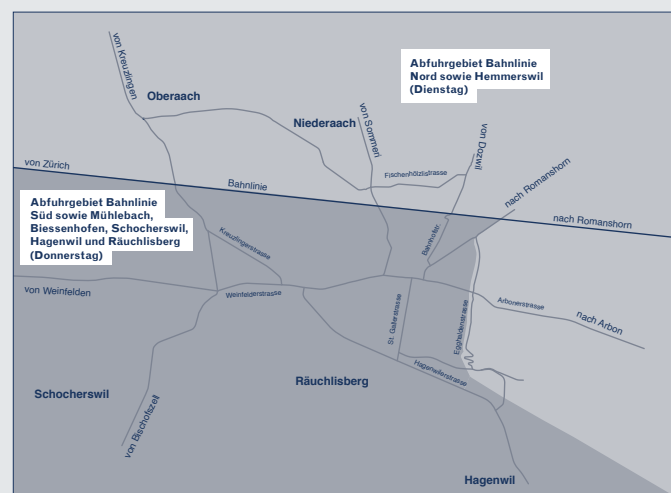 von Kreuzlingen
Oberaach
Abfuhrgebiet Bahnlinie
Nord sowie Hemmerswil
(Dienstag)
Niederaach
von Sommeri
von Dozwil
Fischenhölzlistrasse
nach Romanshorn
von Zürich
Bahnlinie
nach Romanshorn
Abfuhrgebiet Bahnlinie
Süd sowie Mühlebach,
Biessenhofen, Schocherswil,
Hagenwil und Räuchlisberg
(Donnerstag)
Kreuzlingerstrasse
Bahnhofstr.
von Weinfelden
Weinfelderstrasse
St. Gallerstrasse
Egghaldenstrasse
Arbonerstrasse
nach Arbon
Hagenwilerstrasse
Räuchlisberg
Schocherswil
von Bischofszell
Hagenwil